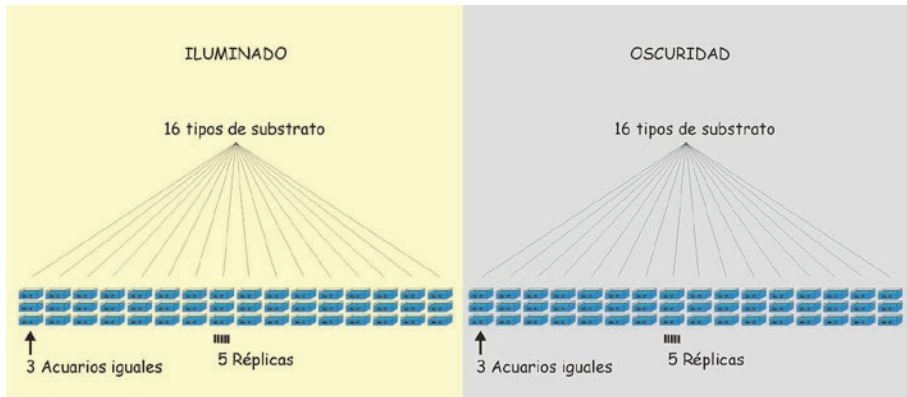 ILUMINADO
16 tipos de substrato
3 Acuarios iguales
5 Réplicas
OSCURIDAD
16 tipos de substrato
3 Acuarios iguales
5 Réplicas